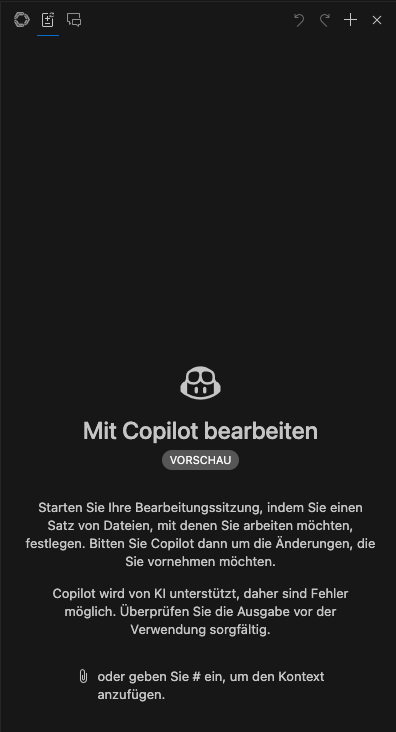 Mit Copilot bearbeiten
VORSCHAU
Starten Sie Ihre Bearbeitungssitzung, indem Sie einen
Satz von Dateien, mit denen Sie arbeiten möchten,
festlegen. Bitten Sie Copilot dann um die Änderungen, die
Sie vornehmen möchten.
Copilot wird von KI unterstützt, daher sind Fehler
möglich. Überprüfen Sie die Ausgabe vor der
Verwendung sorgfältig.
oder geben Sie # ein, um den Kontext
anzufügen.